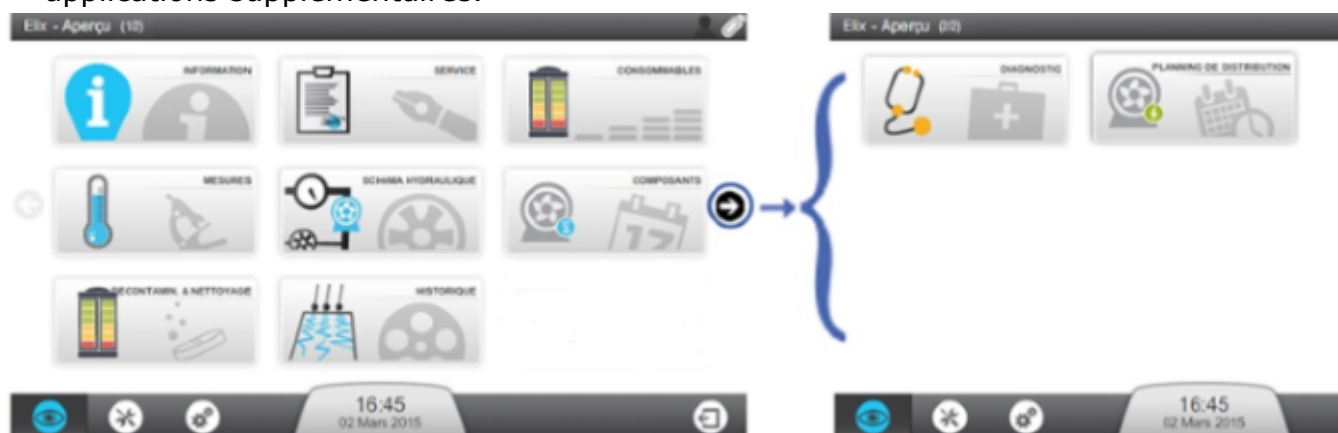 applications supplémentaires.
Elix - Aperçu (1/2)
INFORMATION
SERVICE
CONSOMMABLES
MESURES
SCHEMA HYDRAULIQUE
COMPOSANTS
17
DECONTAMIN. & NETTOYAGE
HISTORIQUE
16:45
02 Mars 2015
Elix - Aperçu (2/2)
DIAGNOSTIC
PLANNING DE DISTRIBUTION
16:45
02 Mars 2015